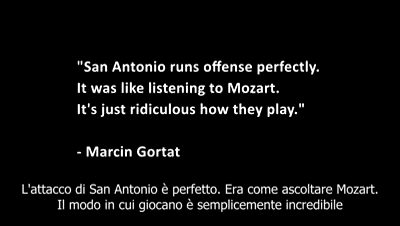 "San Antonio runs offense perfectly.
It was like listening to Mozart.
It's just ridiculous how they play."
- Marcin Gortat
L'attacco di San Antonio è perfetto. Era come ascoltare Mozart.
Il modo in cui giocano è semplicemente incredibile